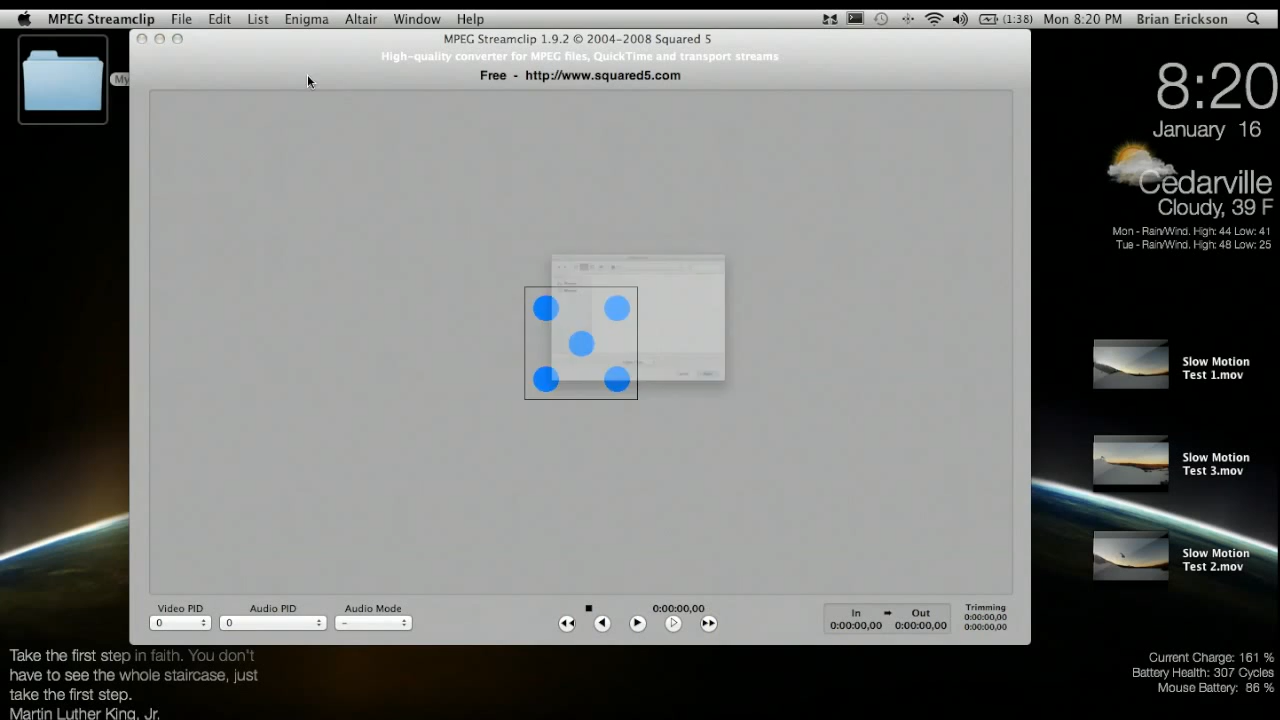 MPEG Streamclip File Edit List Enigma Altair Window Help (1:38) Mon 8:20 PM Brian Erickson
MPEG Streamclip 1.9.2 © 2004-2008 Squared 5
High-quality converter for MPEG files, QuickTime and transport streams
Free - http://www.squared5.com
My
8:20
January 16
Cedarville
Cloudy, 39 F
Mon - Rain/Wind. High: 44 Low: 41
Tue - Rain/Wind. High: 48 Low: 25
Slow Motion
Test 1.mov
Slow Motion
Test 3.mov
Slow Motion
Test 2.mov
Video PID Audio PID Audio Mode
0 0 –
0:00:00,00
In Out
0:00:00,00 0:00:00,00
Trimming
0:00:00,00
0:00:00,00
Take the first step in faith. You don't
have to see the whole staircase, just
take the first step.
Martin Luther King, Jr.
Current Charge: 161 %
Battery Health: 307 Cycles
Mouse Battery: 86 %